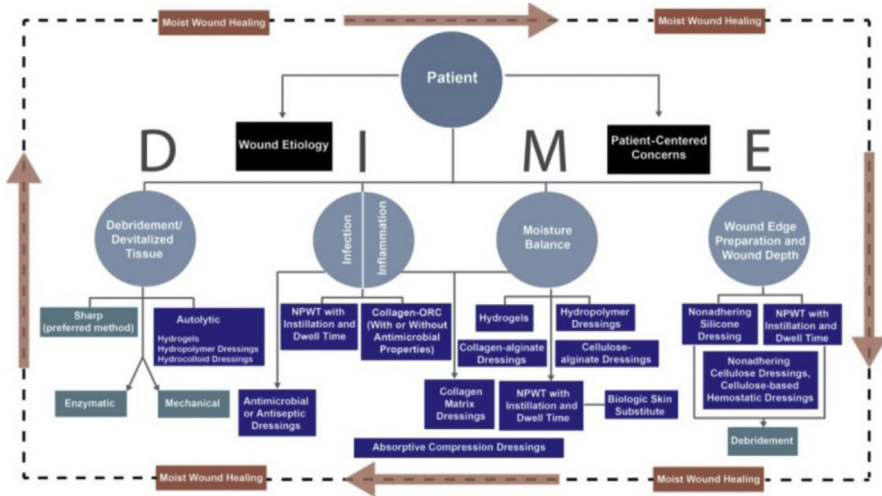 Moist Wound Healing
Moist Wound Healing
Patient
Wound Etiology
Patient-Centered
Concerns
D
I
M
E
Debridement/
Devitalized
Tissue
Infection
Inflammation
Moisture
Balance
Wound Edge
Preparation and
Wound Depth
Sharp
(preferred method)
Autolytic
Hydrogels
Hydropolymer Dressings
Hydrocolloid Dressings
Enzymatic
Mechanical
NPWT with
Instillation and
Dwell Time
Collagen-ORC
(With or Without
Antimicrobial
Properties)
Antimicrobial
or Antiseptic
Dressings
Hydrogels
Hydropolymer
Dressings
Collagen-alginate
Dressings
Cellulose-
alginate Dressings
Collagen
Matrix
Dressings
NPWT with
Instillation and
Dwell Time
Biologic Skin
Substitute
Nonadhering
Silicone
Dressing
NPWT with
Instillation and
Dwell Time
Nonadhering
Cellulose Dressings,
Cellulose-based
Hemostatic Dressings
Debridement
Absorptive Compression Dressings
Moist Wound Healing
Moist Wound Healing